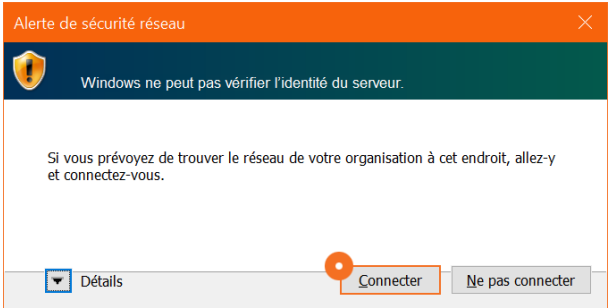 Alerte de sécurité réseau
Windows ne peut pas vérifier l’identité du serveur.
Si vous prévoyez de trouver le réseau de votre organisation à cet endroit, allez-y
et connectez-vous.
Détails Connecter Ne pas connecter